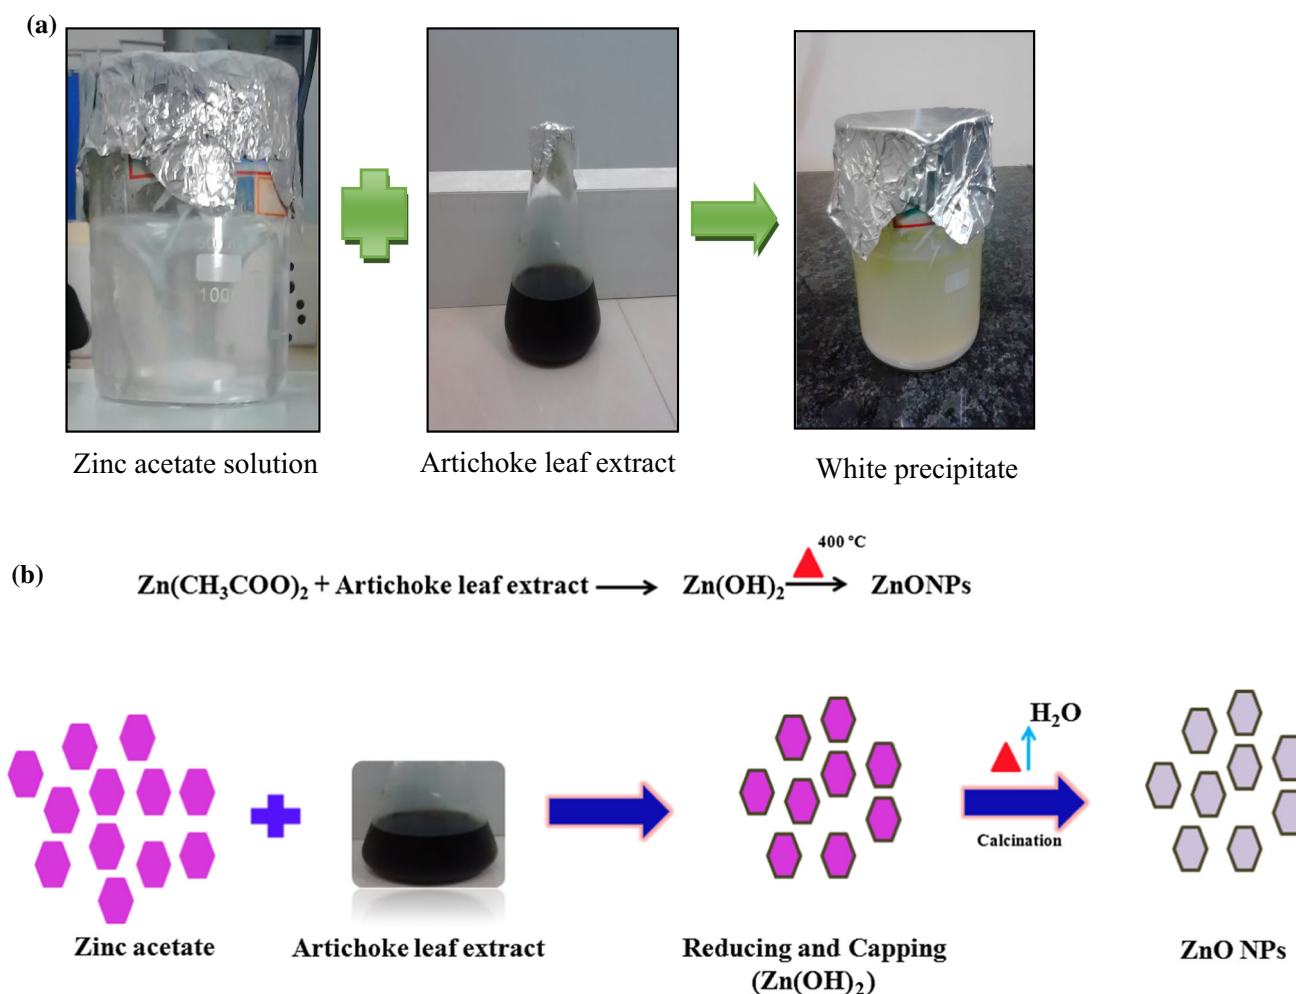 (a)
100
Zinc acetate solution
Artichoke leaf extract
White precipitate
(b)
Zn(CH₃COO)₂ + Artichoke leaf extract ⟶ Zn(OH)₂ ⟶ ZnONPs
400 °C
H₂O
Calcination
Zinc acetate
Artichoke leaf extract
Reducing and Capping
(Zn(OH)₂)
ZnO NPs